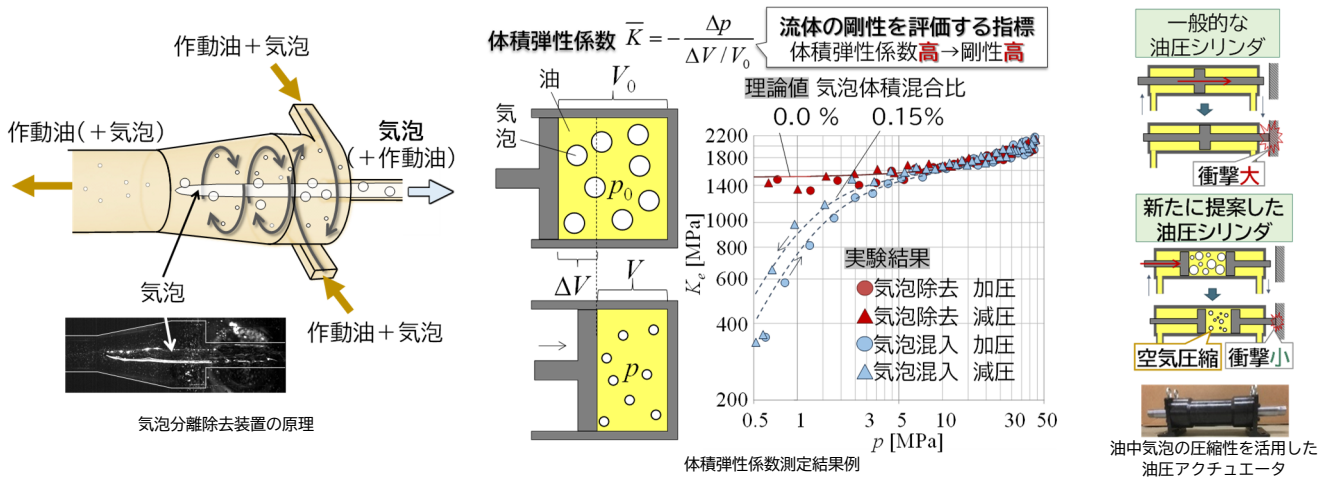 作動油＋気泡
作動油(＋気泡)
気泡
(＋作動油)
気泡
作動油＋気泡
気泡分離除去装置の原理
体積弾性係数 K = − Δp / ΔV / V0
流体の剛性を評価する指標
体積弾性係数高→剛性高
油
気泡
V0
p0
ΔV
V
p
理論値 気泡体積混合比
0.0 %
0.15%
2200
1800
1400
1000
800
600
400
200
Ke [MPa]
実験結果
気泡除去 加圧
気泡除去 減圧
気泡混入 加圧
気泡混入 減圧
0.5 1 3 5 10 30 50
p [MPa]
体積弾性係数測定結果例
一般的な
油圧シリンダ
衝撃大
新たに提案した
油圧シリンダ
空気圧縮
衝撃小
油中気泡の圧縮性を活用した
油圧アクチュエータ